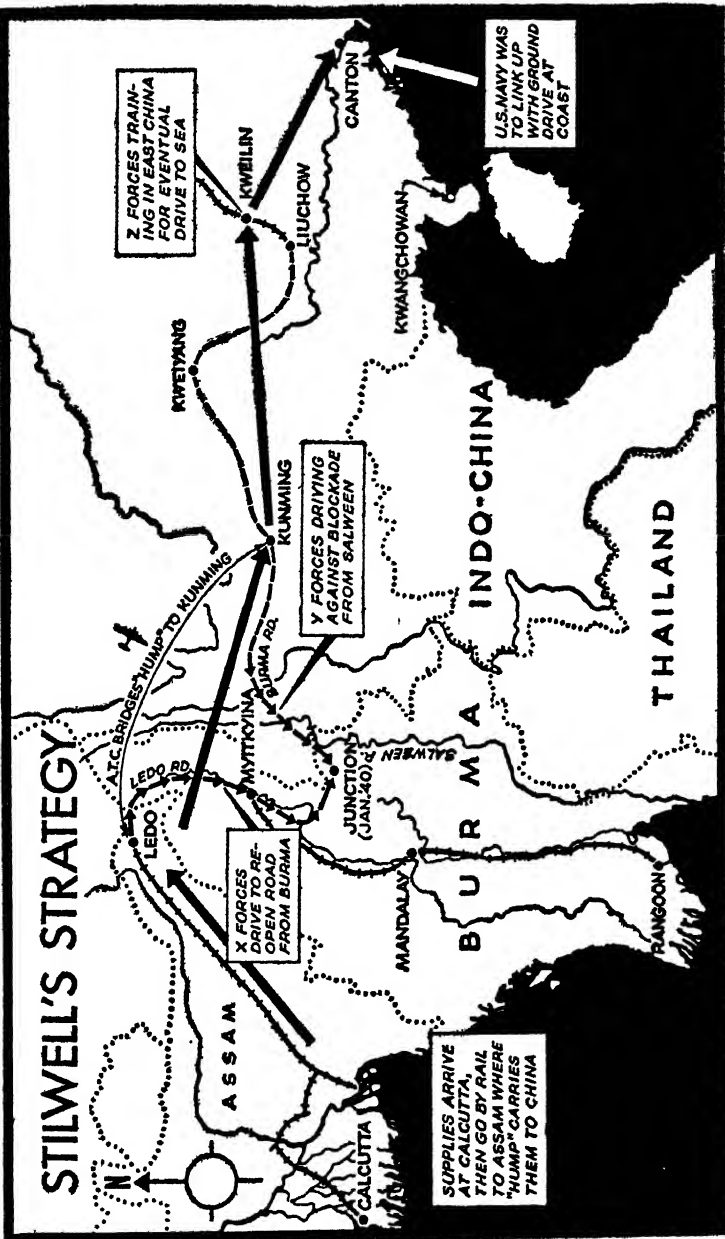 STILWELL'S STRATEGY
N
A.T.C. BRIDGES "HUMP" TO KUNMING
LEDO RD.
LEDO
ASSAM
X FORCES
DRIVE TO RE-
OPEN ROAD
FROM BURMA
MYITKYINA
BURMA RD.
JUNCTION
(JAN.'40)
SALWEEN
R.
Y FORCES DRIVING
AGAINST BLOCKADE
FROM SALWEEN
KUNMING
KWEIYANG
Z. FORCES TRAIN-
ING IN EAST CHINA
FOR EVENTUAL
DRIVE TO SEA
KWEILIN
LIUCHOW
CANTON
U.S.NAVY WAS
TO LINK UP
WITH GROUND
DRIVE AT
COAST
KWANGCHOWAN
CALCUTTA
SUPPLIES ARRIVE
AT CALCUTTA,
THEN GO BY RAIL
TO ASSAM WHERE
"HUMP" CARRIES
THEM TO CHINA
MANDALAY
BURMA
RANGOON
INDO-CHINA
THAILAND